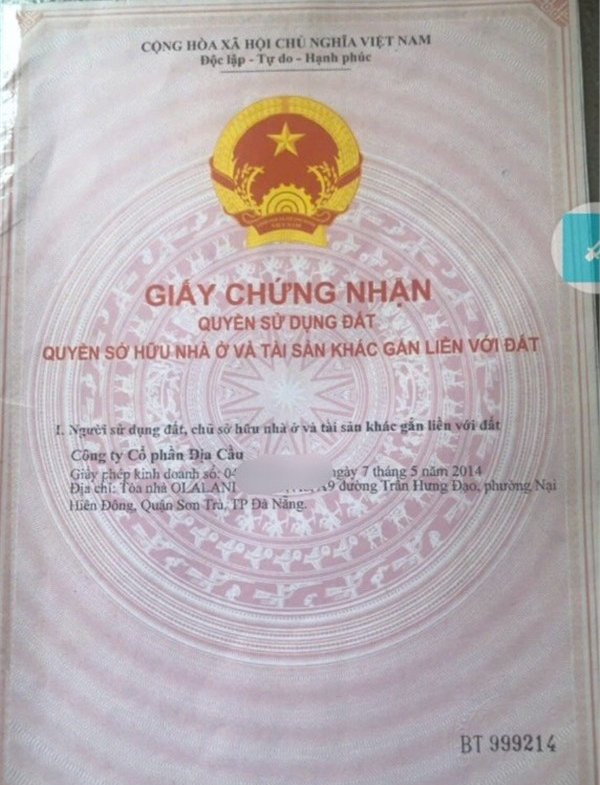 CỘNG HÒA XÃ HỘI CHỦ NGHĨA VIỆT NAM
Độc lập - Tự do - Hạnh phúc
VIỆT NAM
GIẤY CHỨNG NHẬN
QUYỀN SỬ DỤNG ĐẤT
QUYỀN SỞ HỮU NHÀ Ở VÀ TÀI SẢN KHÁC GẮN LIỀN VỚI ĐẤT
I. Người sử dụng đất, chủ sở hữu nhà ở và tài sản khác gắn liền với đất
Công ty Cổ phần Địa Cầu
Giấy phép kinh doanh số: 04 ngày 7 tháng 5 năm 2014
Địa chỉ: Tòa nhà OLALANI đường Trần Hưng Đạo, phường Nại
Hiên Đông, Quận Sơn Trà, TP Đà Nẵng.
BT 999214